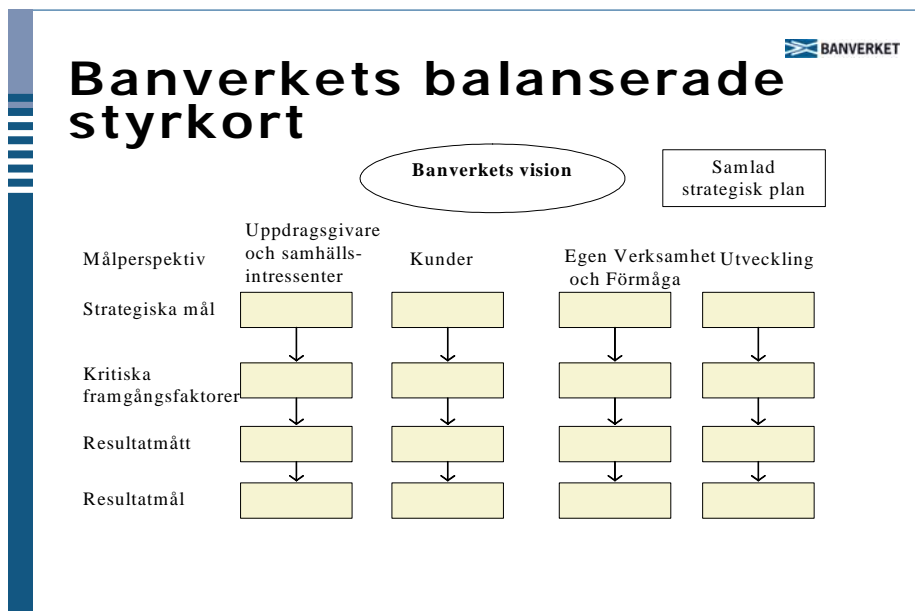 BANVERKET
Banverkets balanserade
styrkort
Banverkets vision
Samlad
strategisk plan
Målperspektiv
Uppdragsgivare
och samhälls-
intressenter
Kunder
Egen Verksamhet
och Förmåga
Utveckling
Strategiska mål
Kritiska
framgångsfaktorer
Resultatmått
Resultatmål